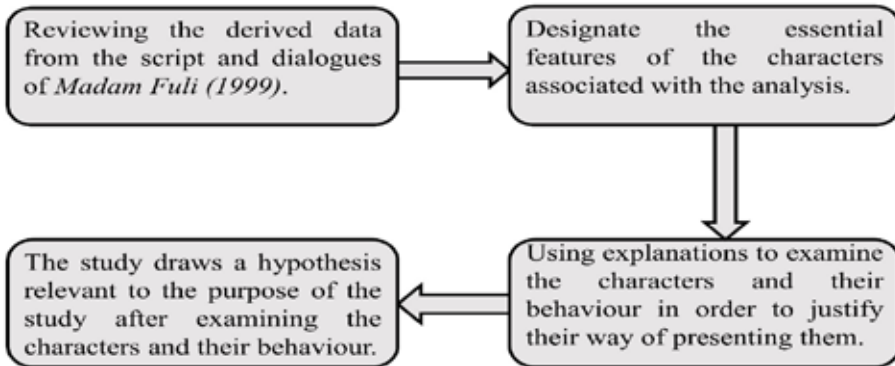 Reviewing the derived data
from the script and dialogues
of Madam Fuli (1999).
Designate the essential
features of the characters
associated with the analysis.
Using explanations to examine
the characters and their
behaviour in order to justify
their way of presenting them.
The study draws a hypothesis
relevant to the purpose of the
study after examining the
characters and their behaviour.